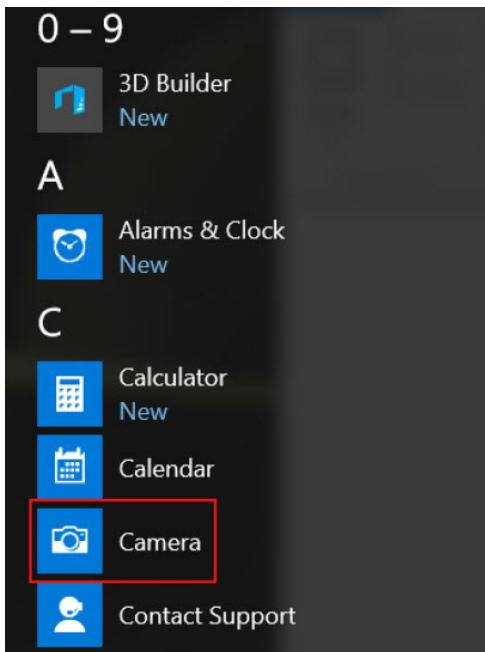 0 – 9
3D Builder
New
A
Alarms & Clock
New
C
Calculator
New
Calendar
Camera
Contact Support